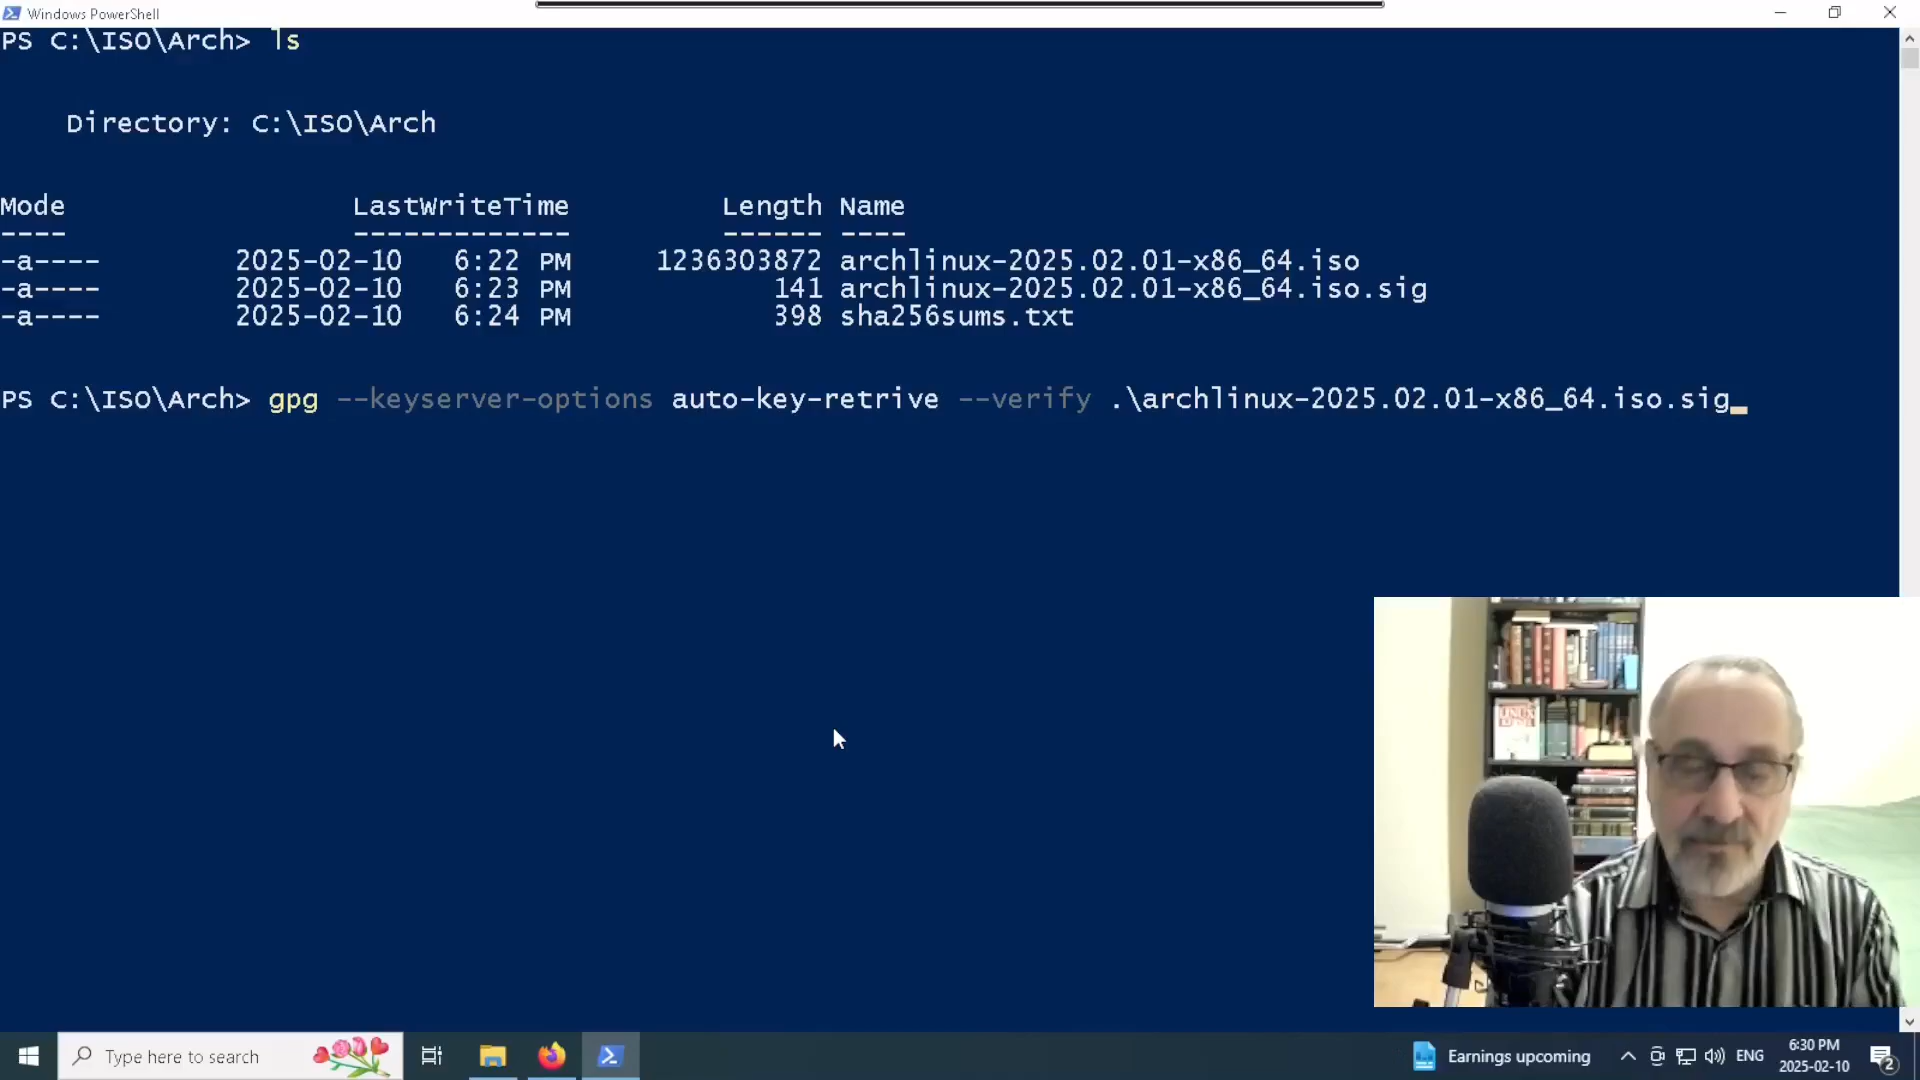 Windows PowerShell
PS C:\ISO\Arch> ls
Directory: C:\ISO\Arch
Mode LastWriteTime Length Name
---- ------------- ------ ----
-a---- 2025-02-10 6:22 PM 1236303872 archlinux-2025.02.01-x86_64.iso
-a---- 2025-02-10 6:23 PM 141 archlinux-2025.02.01-x86_64.iso.sig
-a---- 2025-02-10 6:24 PM 398 sha256sums.txt
PS C:\ISO\Arch> gpg --keyserver-options auto-key-retrive --verify .\archlinux-2025.02.01-x86_64.iso.sig
LINUX
Type here to search
Earnings upcoming
ENG
6:30 PM
2025-02-10
2